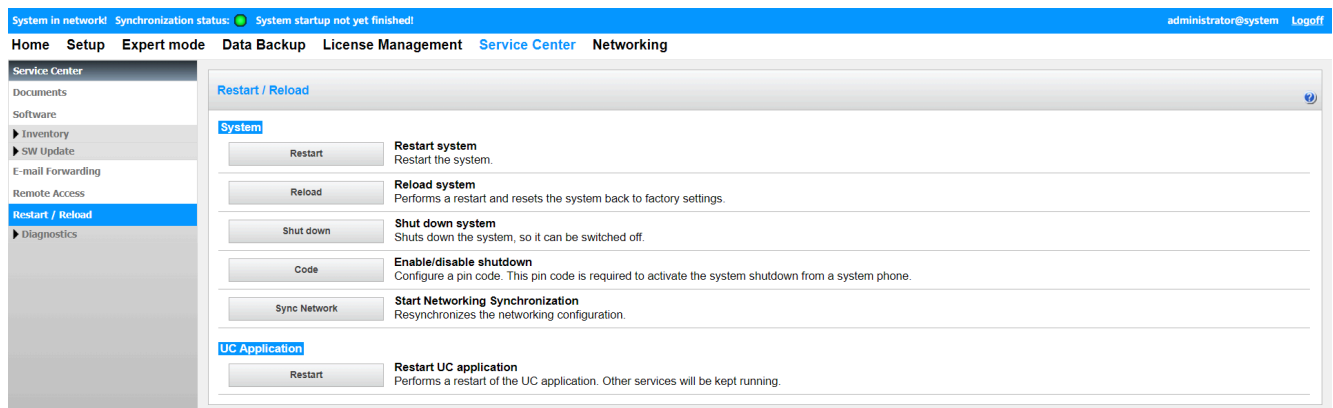 System in network! Synchronization status: System startup not yet finished! administrator@system Logoff
Home Setup Expert mode Data Backup License Management Service Center Networking
Service Center
Documents
Software
Inventory
SW Update
E-mail Forwarding
Remote Access
Restart / Reload
Diagnostics
Restart / Reload
System
Restart
Restart system
Restart the system.
Reload
Reload system
Performs a restart and resets the system back to factory settings.
Shut down
Shut down system
Shuts down the system, so it can be switched off.
Code
Enable/disable shutdown
Configure a pin code. This pin code is required to activate the system shutdown from a system phone.
Sync Network
Start Networking Synchronization
Resynchronizes the networking configuration.
UC Application
Restart
Restart UC application
Performs a restart of the UC application. Other services will be kept running.